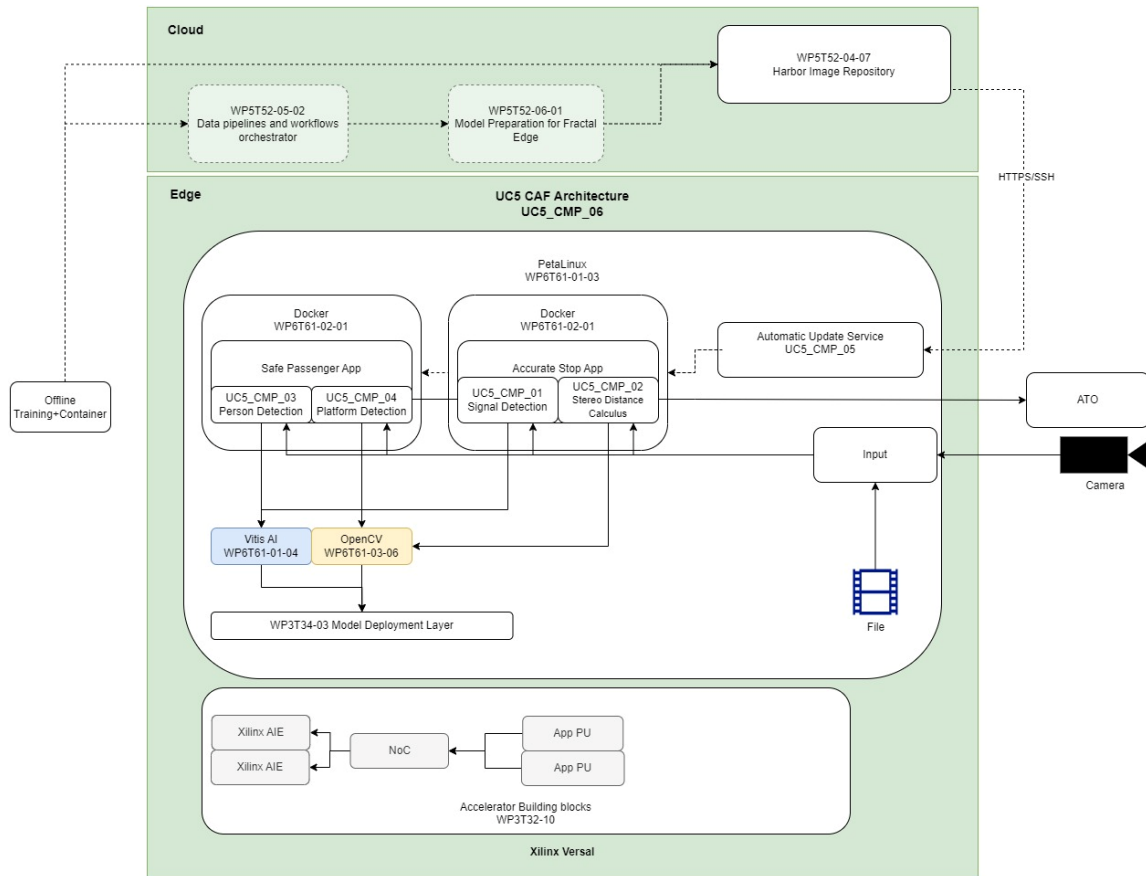 Cloud
WP5T52-04-07
Harbor Image Repository
WP5T52-05-02
Data pipelines and workflows
orchestrator
WP5T52-06-01
Model Preparation for Fractal
Edge
HTTPS/SSH
Edge
UC5 CAF Architecture
UC5_CMP_06
PetaLinux
WP6T61-01-03
Docker
WP6T61-02-01
Docker
WP6T61-02-01
Automatic Update Service
UC5_CMP_05
Safe Passenger App
Accurate Stop App
UC5_CMP_03
Person Detection
UC5_CMP_04
Platform Detection
UC5_CMP_01
Signal Detection
UC5_CMP_02
Stereo Distance
Calculus
Offline
Training+Container
ATO
Input
Camera
Vitis AI
WP6T61-01-04
OpenCV
WP6T61-03-06
File
WP3T34-03 Model Deployment Layer
Xilinx AIE
Xilinx AIE
NoC
App PU
App PU
Accelerator Building blocks
WP3T32-10
Xilinx Versal